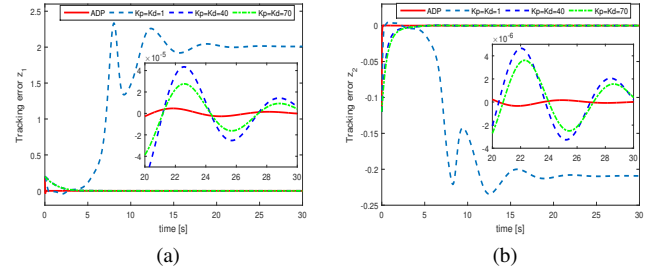 ADP Kp=Kd=1 Kp=Kd=40 Kp=Kd=70
2.5
2
1.5
1
0.5
0
Tracking error z1
×10-5
4
2
0
-2
-4
20 22 24 26 28 30
0 5 10 15 20 25 30
time [s]
(a)
ADP Kp=Kd=1 Kp=Kd=40 Kp=Kd=70
0
-0.05
-0.1
-0.15
-0.2
-0.25
Tracking error z2
×10-6
4
2
0
-2
-4
20 22 24 26 28 30
0 5 10 15 20 25 30
time [s]
(b)